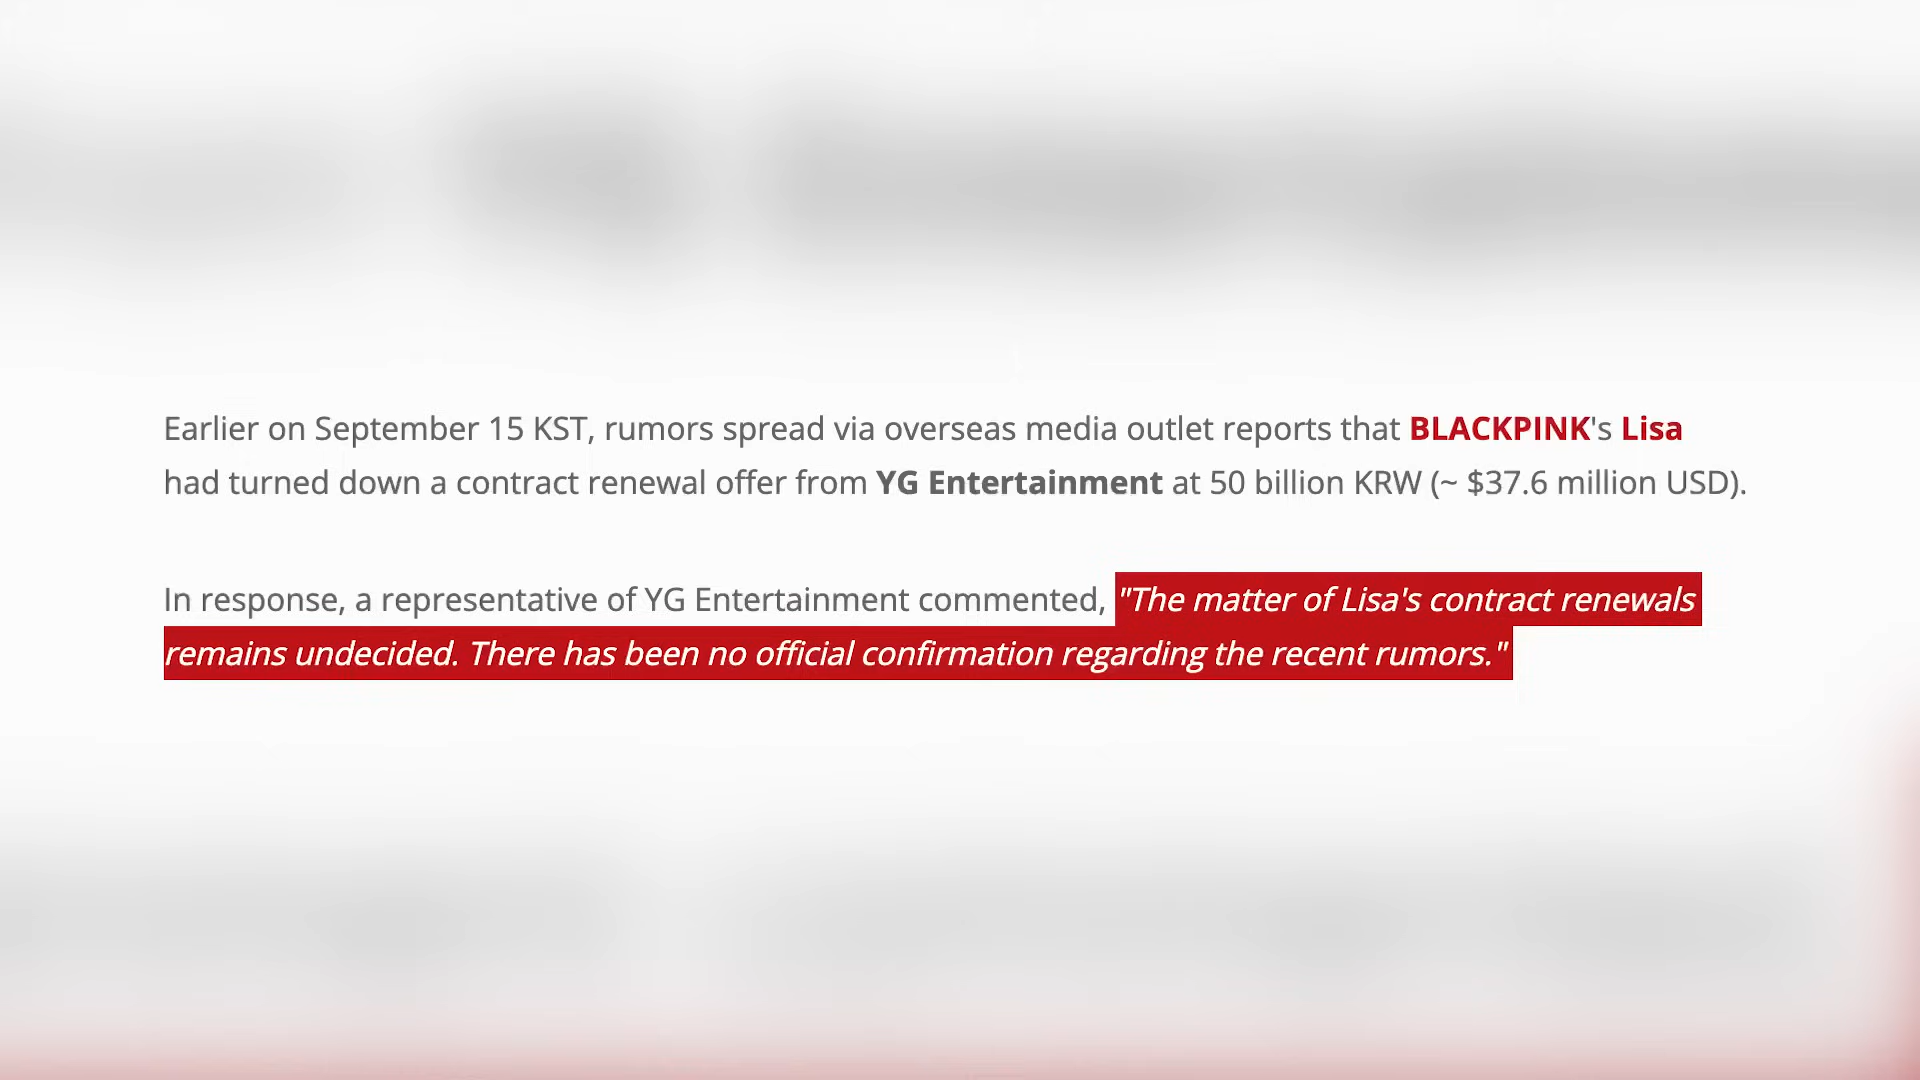 Earlier on September 15 KST, rumors spread via overseas media outlet reports that BLACKPINK's Lisa
had turned down a contract renewal offer from YG Entertainment at 50 billion KRW (~ $37.6 million USD).
In response, a representative of YG Entertainment commented, "The matter of Lisa's contract renewals
remains undecided. There has been no official confirmation regarding the recent rumors."